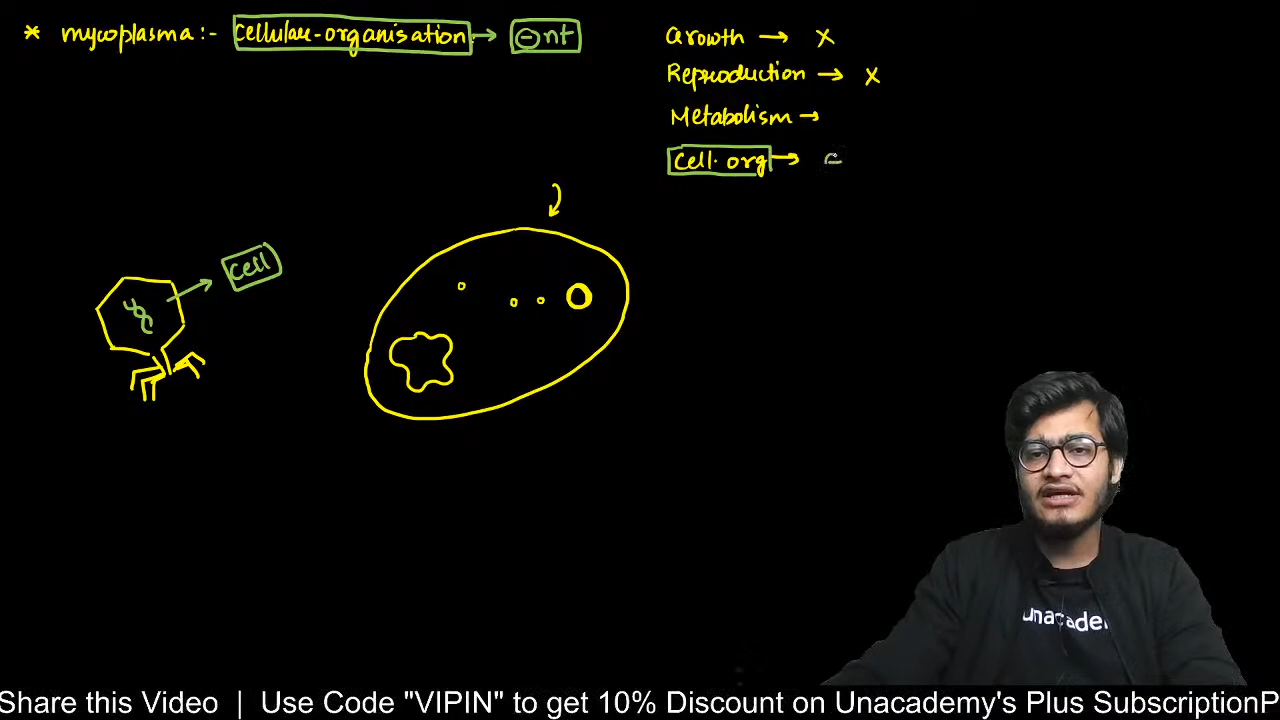 * mycoplasma :- Cellular-organisation → ⊖nt
Growth → x
Reproduction → x
Metabolism →
Cell. org →
Cell
unacadem
Share this Video | Use Code "VIPIN" to get 10% Discount on Unacademy's Plus SubscriptionP